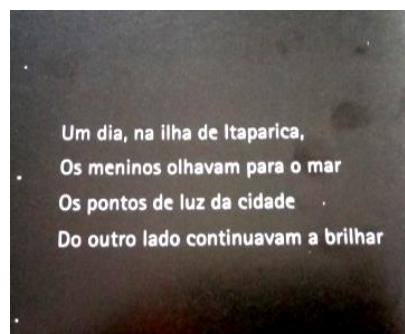 Um dia, na ilha de Itaparica,
Os meninos olhavam para o mar
Os pontos de luz da cidade
Do outro lado continuavam a brilhar